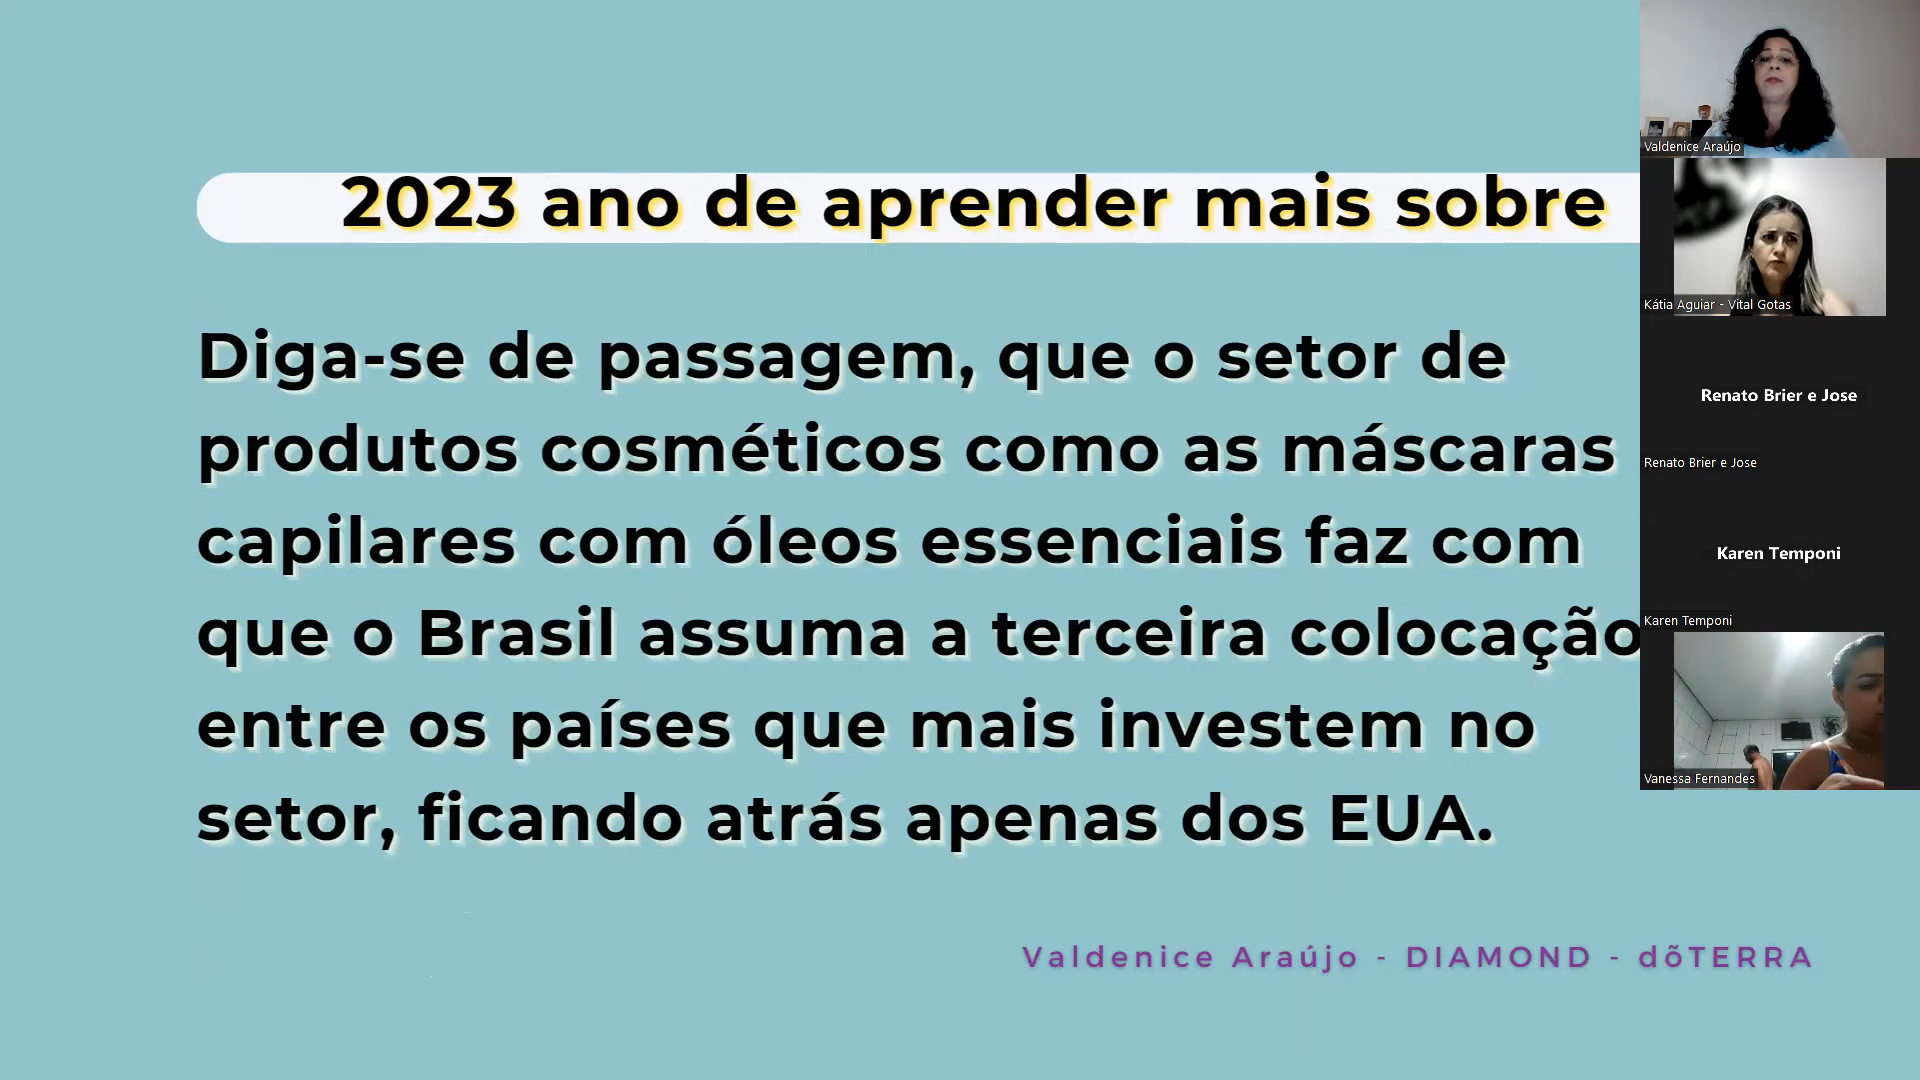 2023 ano de aprender mais sobre
Diga-se de passagem, que o setor de
produtos cosméticos como as máscaras
capilares com óleos essenciais faz com
que o Brasil assuma a terceira colocação
entre os países que mais investem no
setor, ficando atrás apenas dos EUA.
Valdenice Araújo - DIAMOND - dõTERRA
Valdenice Araújo
Kátia Aguiar - Vital Gotas
Renato Brier e Jose
Renato Brier e Jose
Karen Temponi
Karen Temponi
Vanessa Fernandes